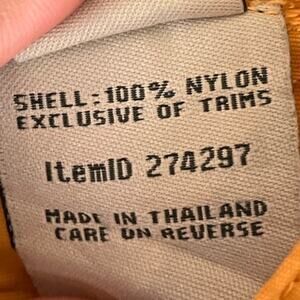 SHELL:100% NYLON
EXCLUSIVE OF TRIMS
ItemID 274297
MADE IN THAILAND
CARE ON REVERSE